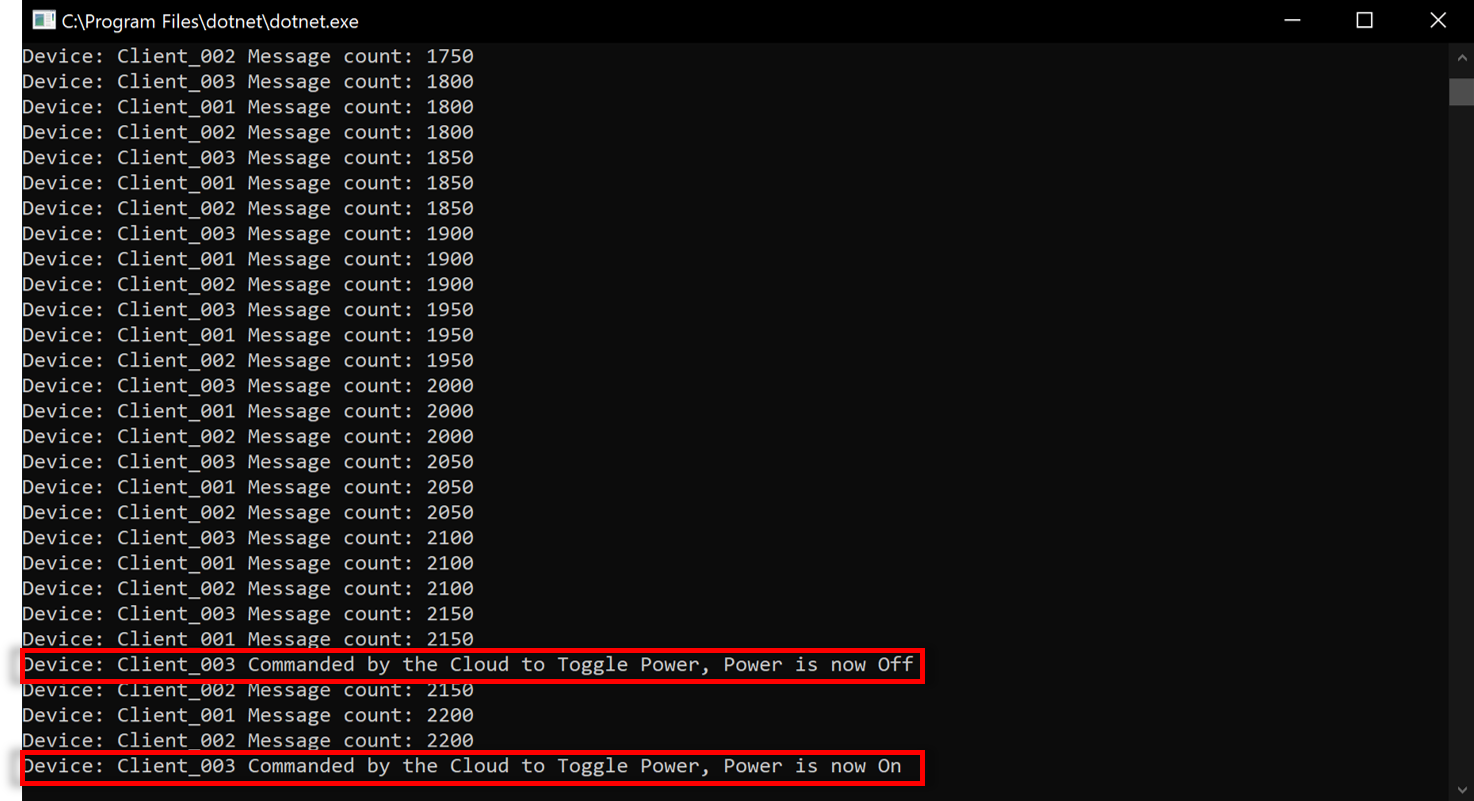 C:\Program Files\dotnet\dotnet.exe
Device: Client_002 Message count: 1750
Device: Client_003 Message count: 1800
Device: Client_001 Message count: 1800
Device: Client_002 Message count: 1800
Device: Client_003 Message count: 1850
Device: Client_001 Message count: 1850
Device: Client_002 Message count: 1850
Device: Client_003 Message count: 1900
Device: Client_001 Message count: 1900
Device: Client_002 Message count: 1900
Device: Client_003 Message count: 1950
Device: Client_001 Message count: 1950
Device: Client_002 Message count: 1950
Device: Client_003 Message count: 2000
Device: Client_001 Message count: 2000
Device: Client_002 Message count: 2000
Device: Client_003 Message count: 2050
Device: Client_001 Message count: 2050
Device: Client_002 Message count: 2050
Device: Client_003 Message count: 2100
Device: Client_001 Message count: 2100
Device: Client_002 Message count: 2100
Device: Client_003 Message count: 2150
Device: Client_001 Message count: 2150
Device: Client_003 Commanded by the Cloud to Toggle Power, Power is now Off
Device: Client_002 Message count: 2150
Device: Client_001 Message count: 2200
Device: Client_002 Message count: 2200
Device: Client_003 Commanded by the Cloud to Toggle Power, Power is now On